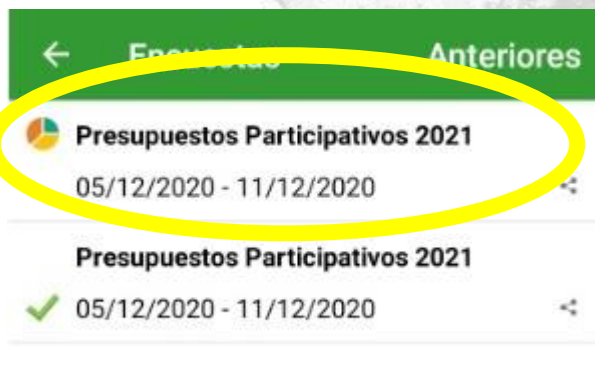 Encuestas Anteriores
Presupuestos Participativos 2021
05/12/2020 - 11/12/2020
Presupuestos Participativos 2021
05/12/2020 - 11/12/2020